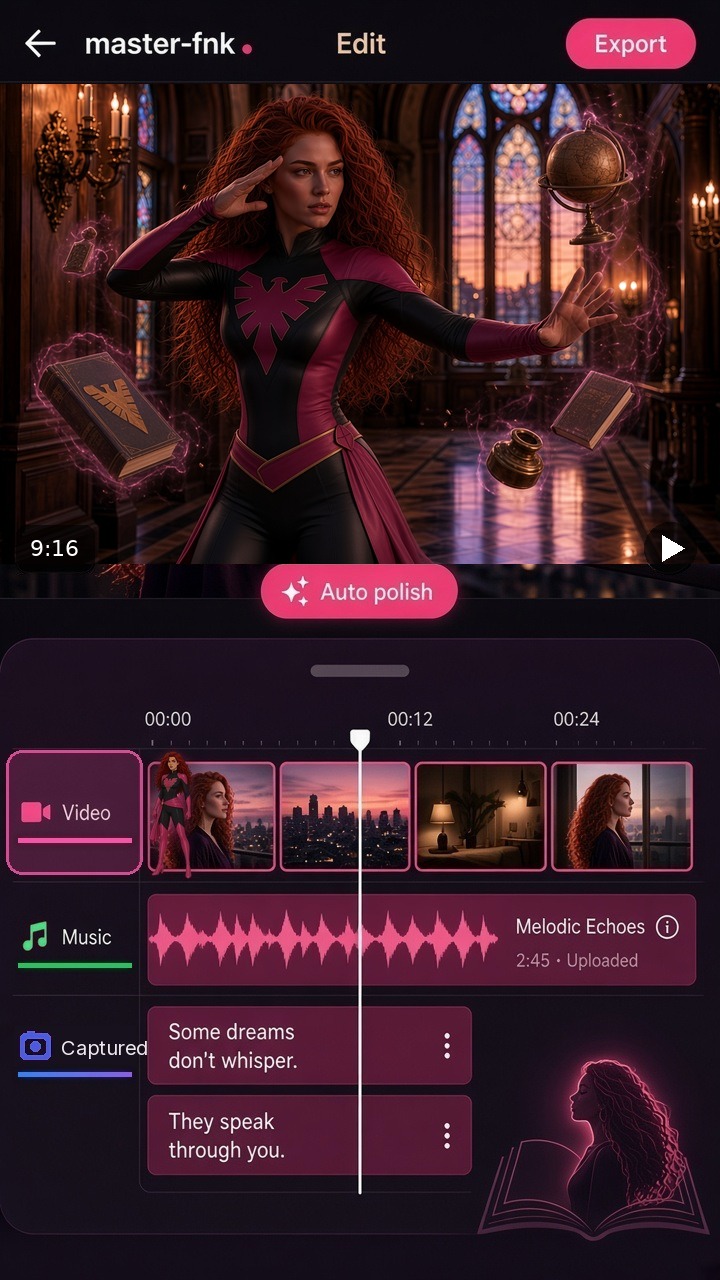 master-fnk
Edit
Export
9:16
Auto polish
00:00
00:12
00:24
Video
Music
Melodic Echoes
2:45 • Uploaded
Captured
Some dreams
don't whisper.
They speak
through you.